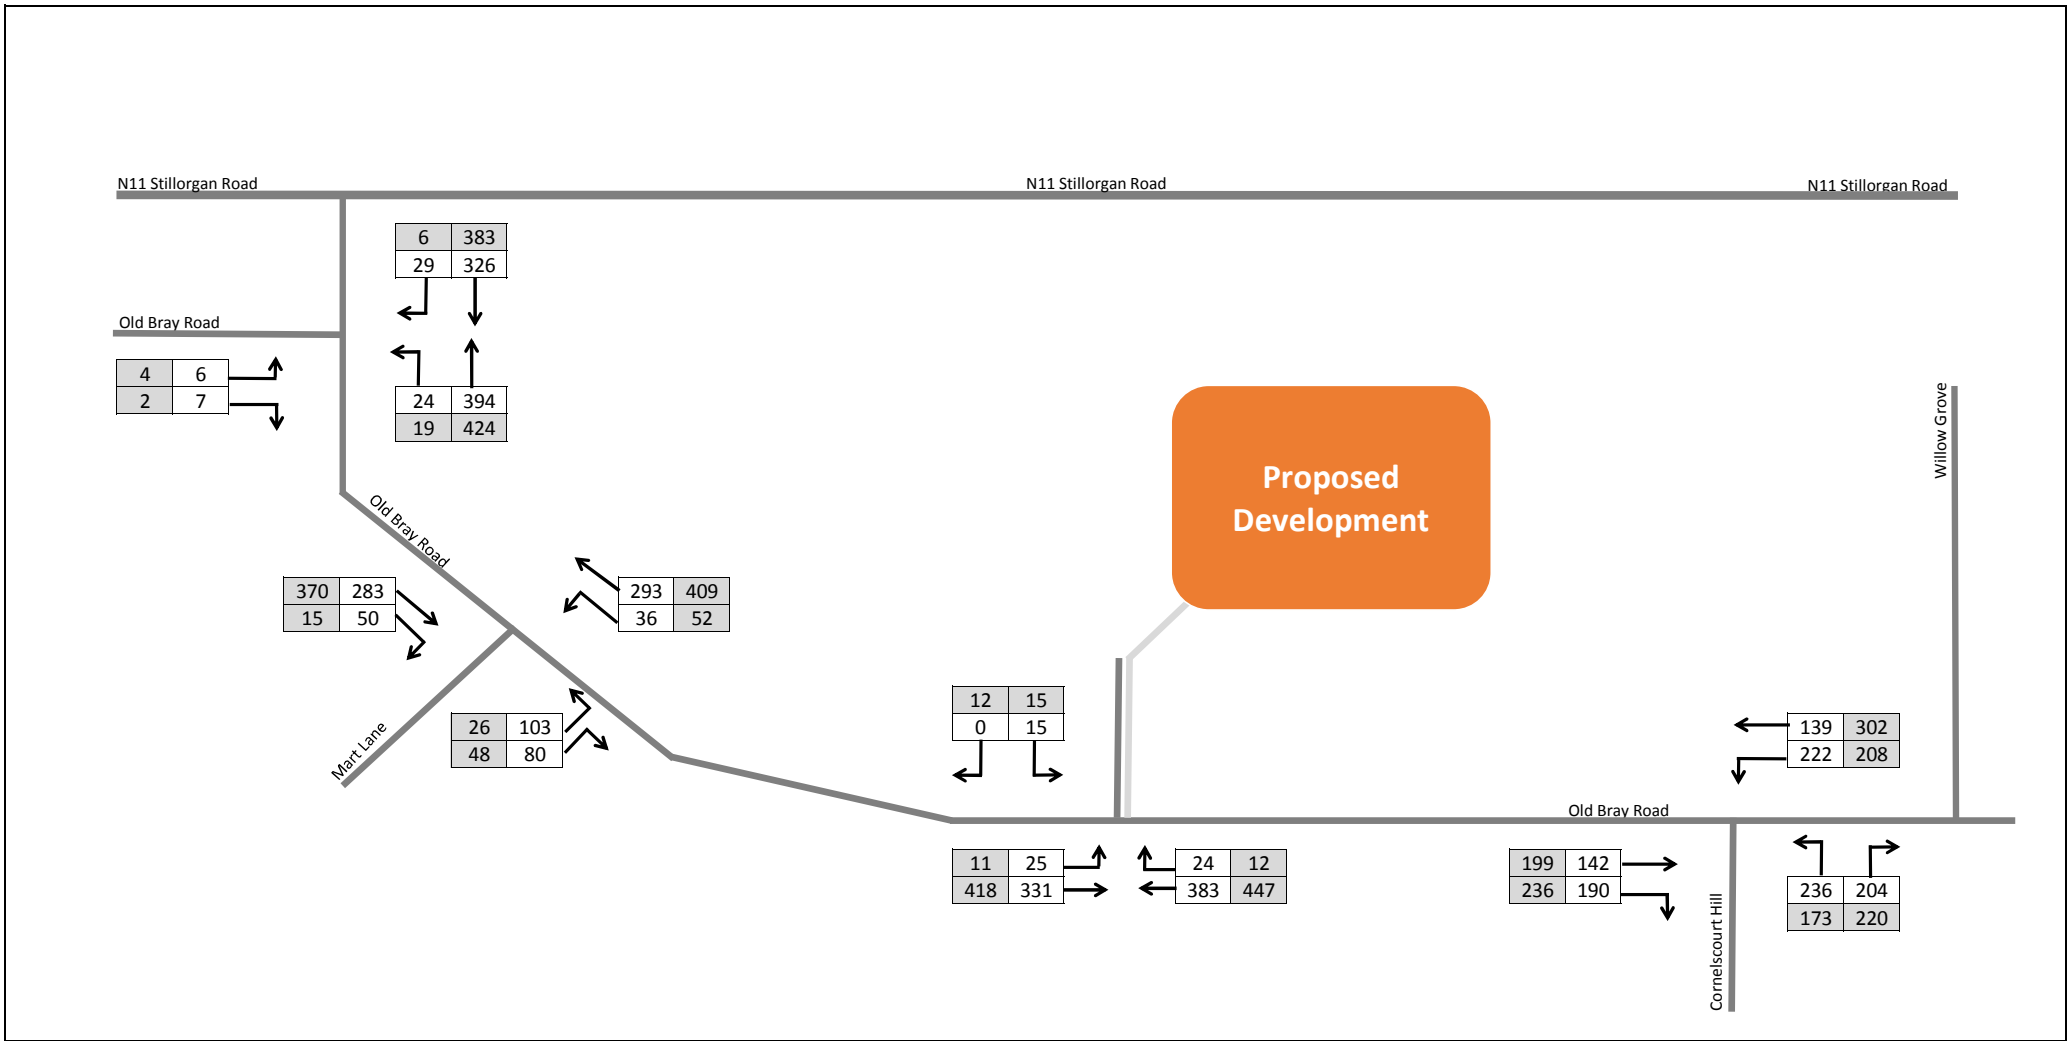 N11 Stillorgan Road
N11 Stillorgan Road
N11 Stillorgan Road
6 383
29 326
Old Bray Road
4 6
2 7
24 394
19 424
Proposed
Development
Willow Grove
Old Bray Road
370 283
15 50
293 409
36 52
Mart Lane
26 103
48 80
12 15
0 15
139 302
222 208
Old Bray Road
11 25
418 331
24 12
383 447
199 142
236 190
236 204
173 220
Cornelscourt Hill